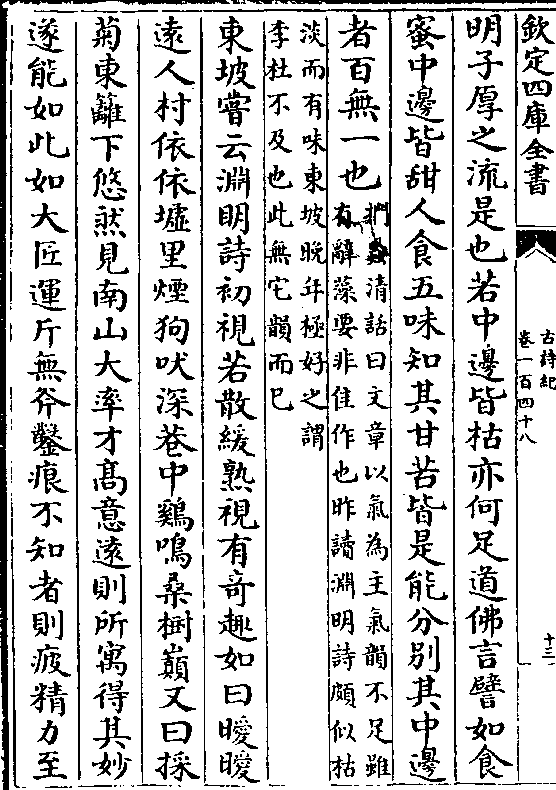 欽定四庫全書
古詩紀
卷一百四十八
十三
明子厚之流是也若中邊皆枯亦何足道佛言譬如食
蜜中邊皆甜人食五味知其甘苦皆是能分别其中邊
者百無一也
捫蝨清話曰文章以氣為主氣韻不足雖
有辭藻要非佳作也昨讀淵明詩頗似枯
淡而有味東坡晚年極好之謂
李杜不及也此無它韻而已
東坡嘗云淵明詩初視若散緩熟視有竒趣如曰曖曖
逺人村依依墟里煙狗吠深巷中鷄鳴桑樹巔又曰採
菊東籬下悠然見南山大率才髙意逺則所寓得其妙
遂能如此如大匠運斤無斧鑿痕不知者則疲精力至